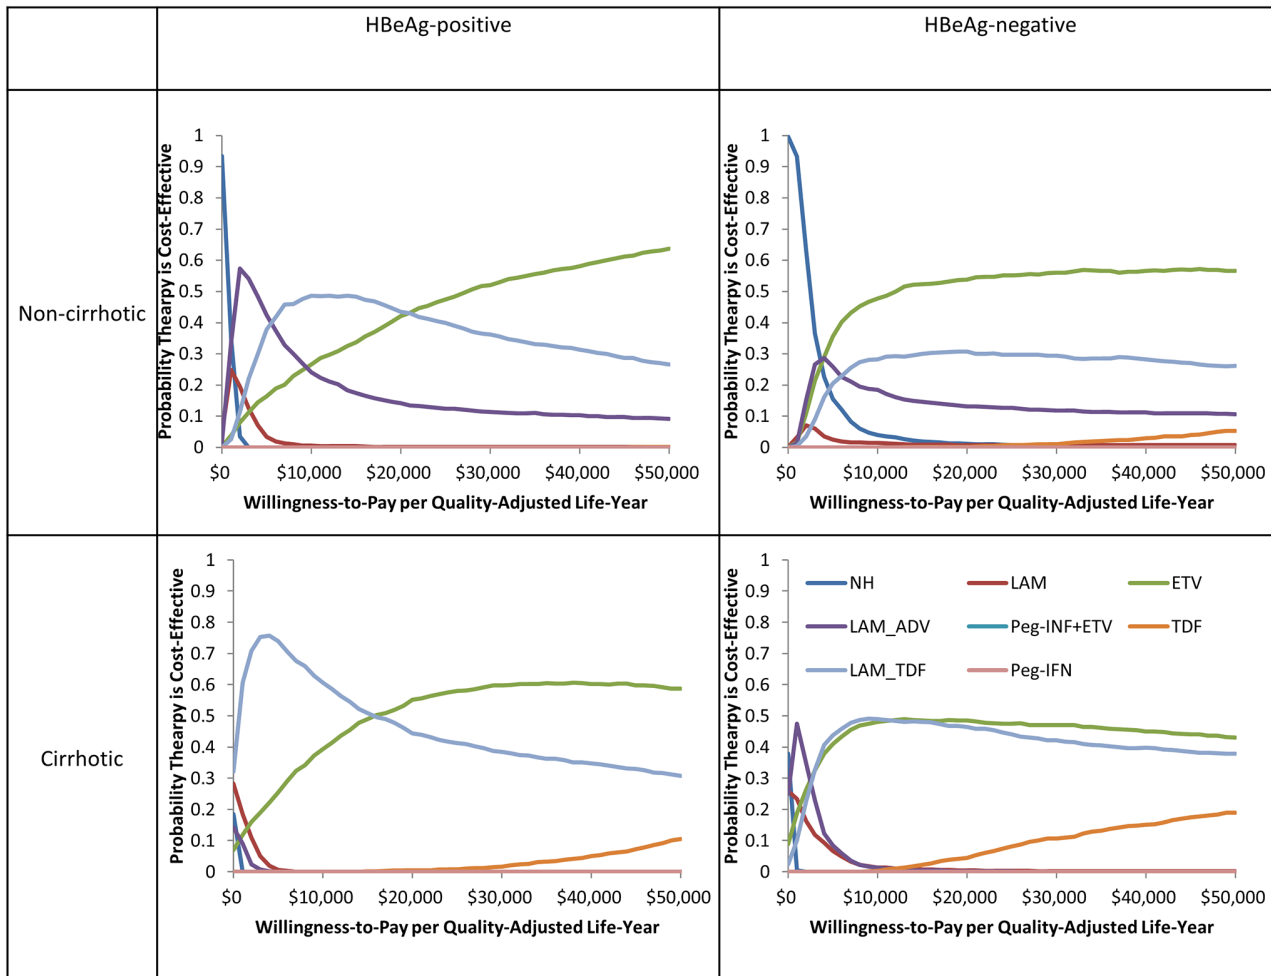 HBeAg-positive
HBeAg-negative
Non-cirrhotic
Probability Thearpy is Cost-Effective
1
0.9
0.8
0.7
0.6
0.5
0.4
0.3
0.2
0.1
0
$0 $10,000 $20,000 $30,000 $40,000 $50,000
Willingness-to-Pay per Quality-Adjusted Life-Year
Probability Thearpy is Cost-Effective
1
0.9
0.8
0.7
0.6
0.5
0.4
0.3
0.2
0.1
0
$0 $10,000 $20,000 $30,000 $40,000 $50,000
Willingness-to-Pay per Quality-Adjusted Life-Year
Cirrhotic
Probability Thearpy is Cost-Effective
1
0.9
0.8
0.7
0.6
0.5
0.4
0.3
0.2
0.1
0
$0 $10,000 $20,000 $30,000 $40,000 $50,000
Willingness-to-Pay per Quality-Adjusted Life-Year
Probability Thearpy is Cost-Effective
1
0.9
0.8
0.7
0.6
0.5
0.4
0.3
0.2
0.1
0
NH LAM ETV
LAM_ADV Peg-INF+ETV TDF
LAM_TDF Peg-IFN
$0 $10,000 $20,000 $30,000 $40,000 $50,000
Willingness-to-Pay per Quality-Adjusted Life-Year